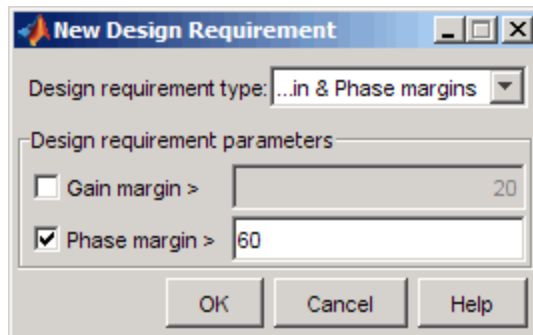 New Design Requirement
Design requirement type: ...in & Phase margins
Design requirement parameters
Gain margin > 20
Phase margin > 60
OK Cancel Help